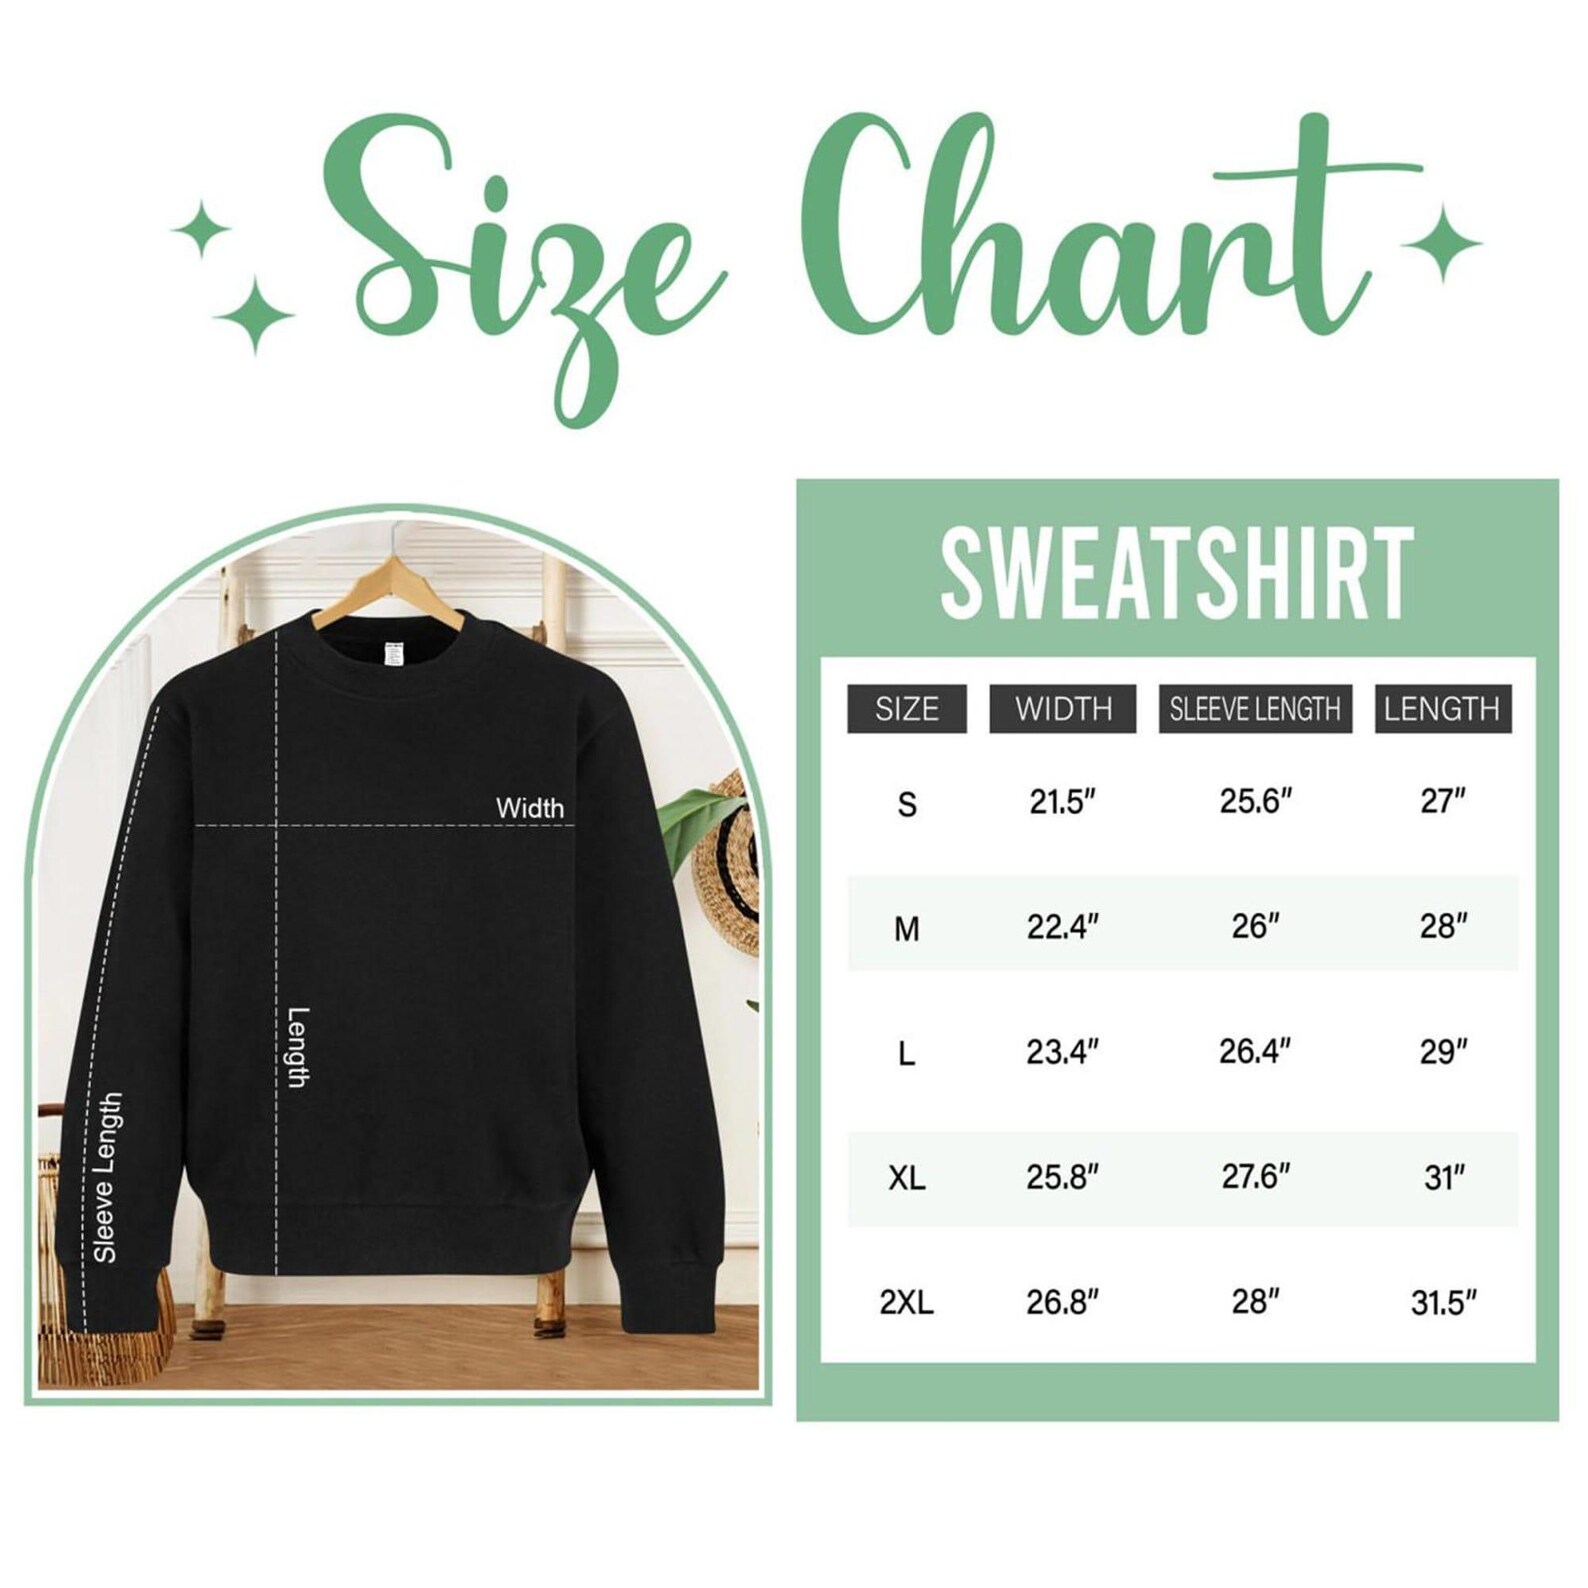 Size Chart
SWEATSHIRT
SIZE WIDTH SLEEVE LENGTH LENGTH
S 21.5" 25.6" 27"
M 22.4" 26" 28"
L 23.4" 26.4" 29"
XL 25.8" 27.6" 31"
2XL 26.8" 28" 31.5"
Width
Length
Sleeve Length